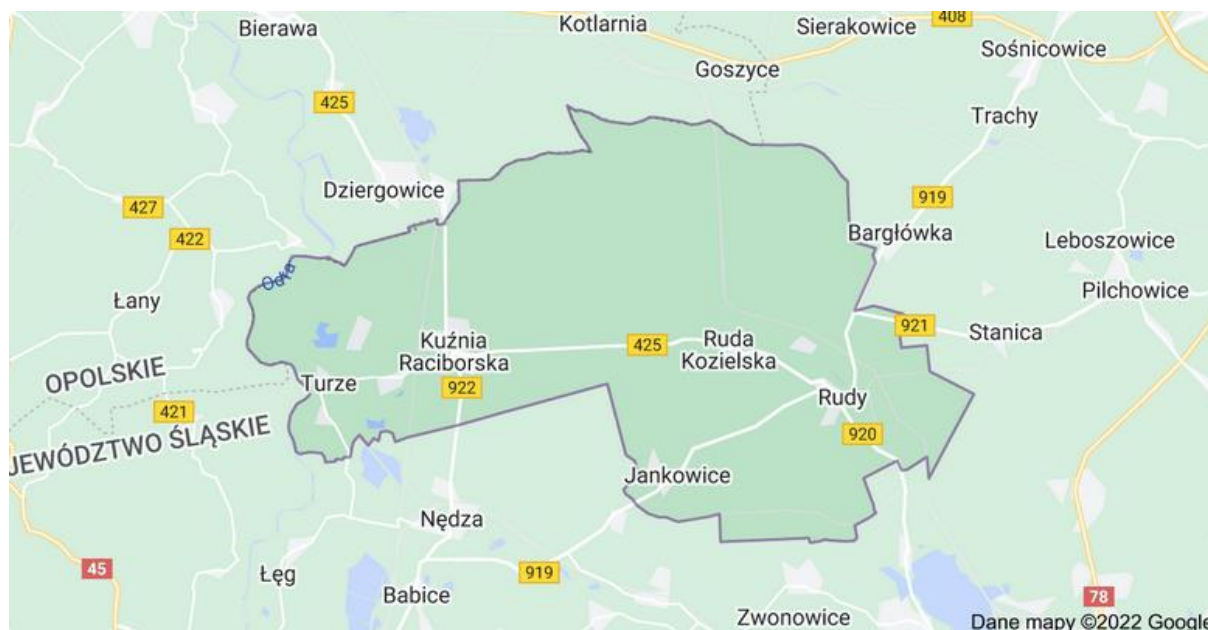 Bierawa
Kotlarnia
Sierakowice
408
Sośnicowice
Goszyce
425
Trachy
Dziergowice
427
919
422
Bargłówka
Leboszowice
Odra
Pilchowice
Łany
921
Stanica
Kuźnia
Raciborska
425
Ruda
Kozielska
OPOLSKIE
Turze
922
Rudy
421
920
JEWÓDZTWO ŚLĄSKIE
Jankowice
Nędza
45
Łęg
919
Babice
78
Zwonowice
Dane mapy ©2022 Google